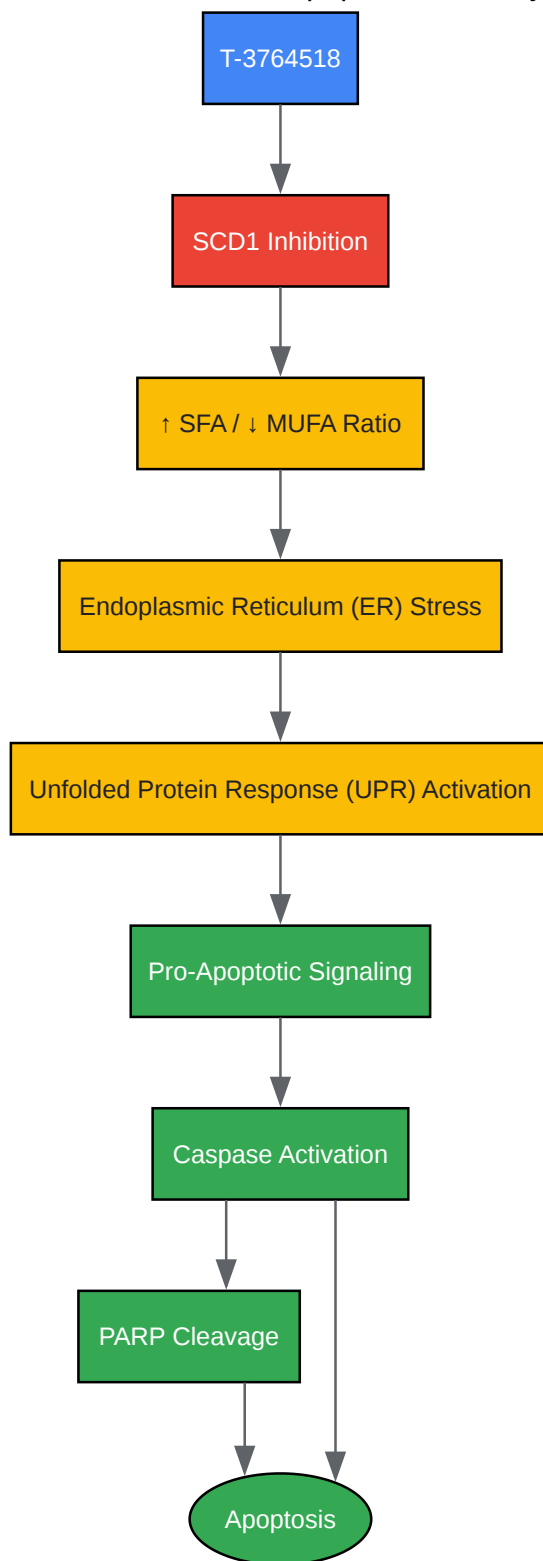 T-3764518
SCD1 Inhibition
↑ SFA / ↓ MUFA Ratio
Endoplasmic Reticulum (ER) Stress
Unfolded Protein Response (UPR) Activation
Pro-Apoptotic Signaling
Caspase Activation
PARP Cleavage
Apoptosis